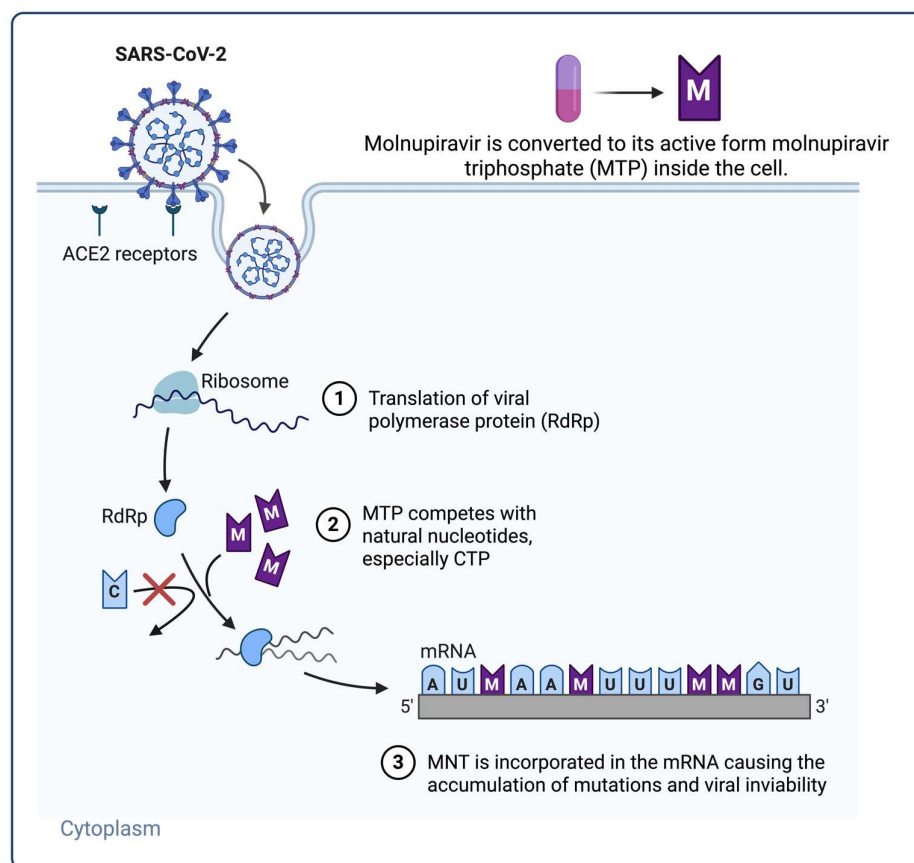 SARS-CoV-2
M
Molnupiravir is converted to its active form molnupiravir
triphosphate (MTP) inside the cell.
ACE2 receptors
Ribosome
1
Translation of viral
polymerase protein (RdRp)
RdRp
M
M
M
2
MTP competes with
natural nucleotides,
especially CTP
C
mRNA
A U M A A M U U U M M G U
5' 3'
3
MNT is incorporated in the mRNA causing the
accumulation of mutations and viral inviability
Cytoplasm